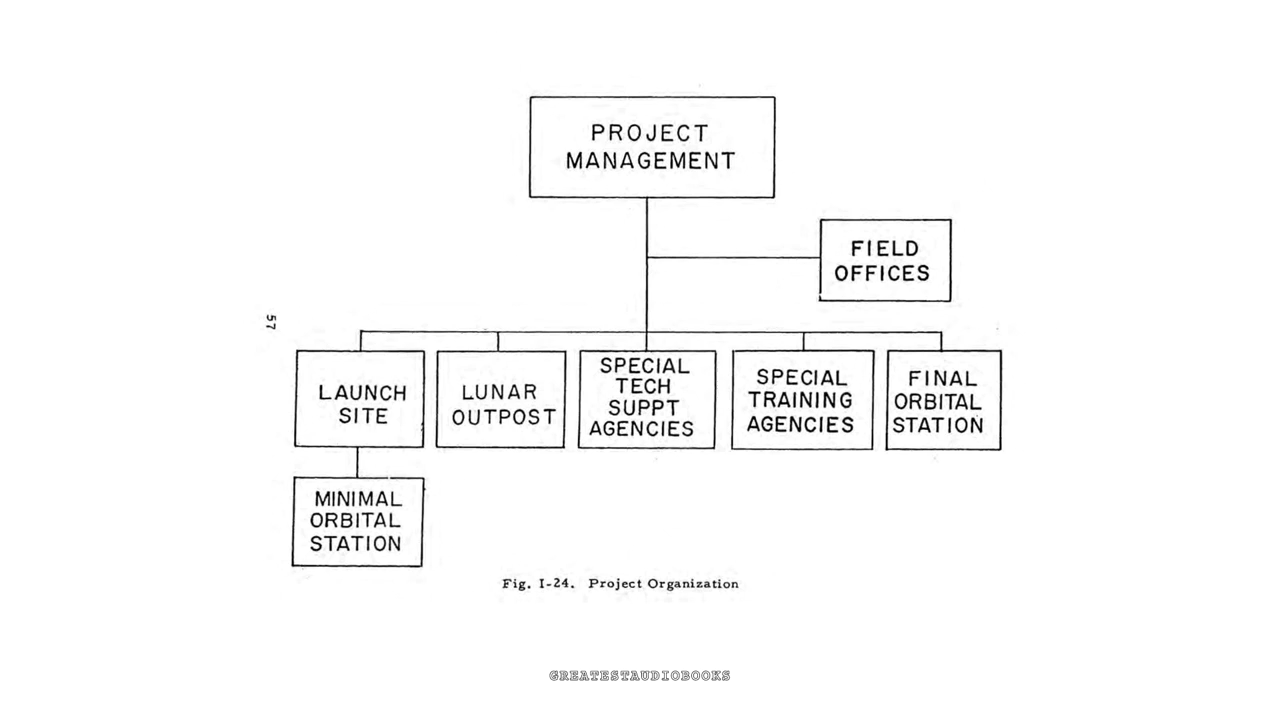 PROJECT
MANAGEMENT
FIELD
OFFICES
57
LAUNCH
SITE
LUNAR
OUTPOST
SPECIAL
TECH
SUPPT
AGENCIES
SPECIAL
TRAINING
AGENCIES
FINAL
ORBITAL
STATION
MINIMAL
ORBITAL
STATION
Fig. I-24. Project Organization
GREATESTAUDIOBOOKS